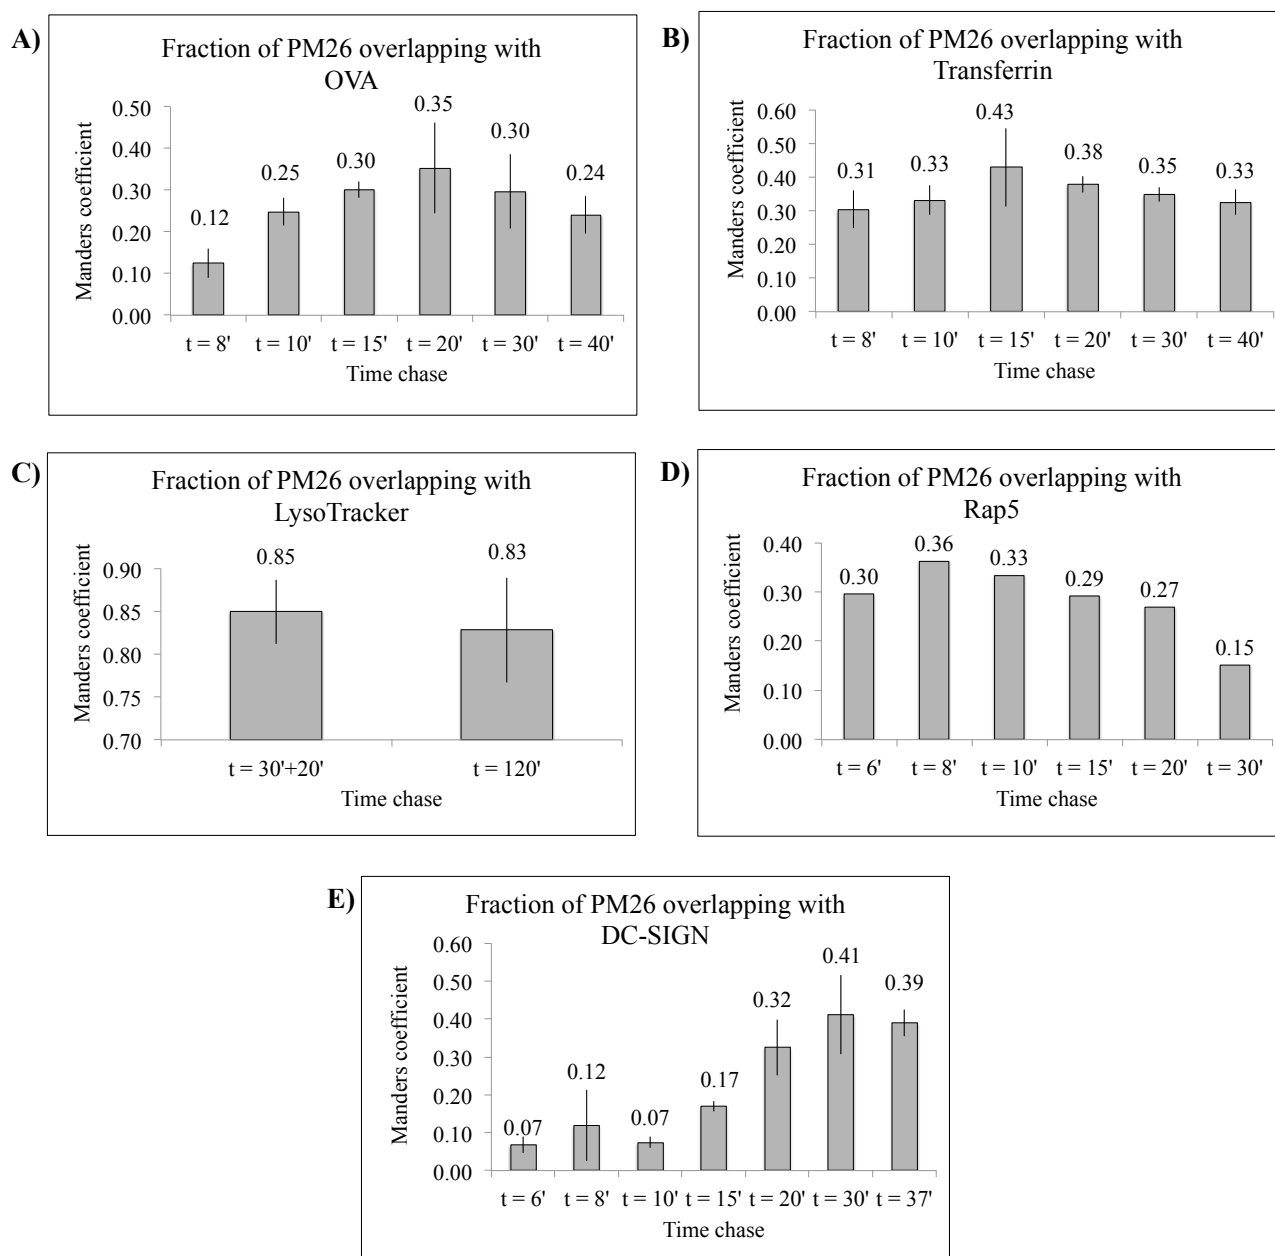 A)
Fraction of PM26 overlapping with
OVA
Manders coefficient
0.50
0.40
0.30
0.20
0.10
0.00
0.12
0.25
0.30
0.35
0.30
0.24
t = 8' t = 10' t = 15' t = 20' t = 30' t = 40'
Time chase
B)
Fraction of PM26 overlapping with
Transferrin
Manders coefficient
0.60
0.50
0.40
0.30
0.20
0.10
0.00
0.31
0.33
0.43
0.38
0.35
0.33
t = 8' t = 10' t = 15' t = 20' t = 30' t = 40'
Time chase
C)
Fraction of PM26 overlapping with
LysoTracker
Manders coefficient
0.90
0.85
0.80
0.75
0.70
0.85
0.83
t = 30'+20' t = 120'
Time chase
D)
Fraction of PM26 overlapping with
Rap5
Manders coefficient
0.40
0.30
0.20
0.10
0.00
0.30
0.36
0.33
0.29
0.27
0.15
t = 6' t = 8' t = 10' t = 15' t = 20' t = 30'
Time chase
E)
Fraction of PM26 overlapping with
DC-SIGN
Manders coefficient
0.60
0.50
0.40
0.30
0.20
0.10
0.00
0.07
0.12
0.07
0.17
0.32
0.41
0.39
t = 6' t = 8' t = 10' t = 15' t = 20' t = 30' t = 37'
Time chase